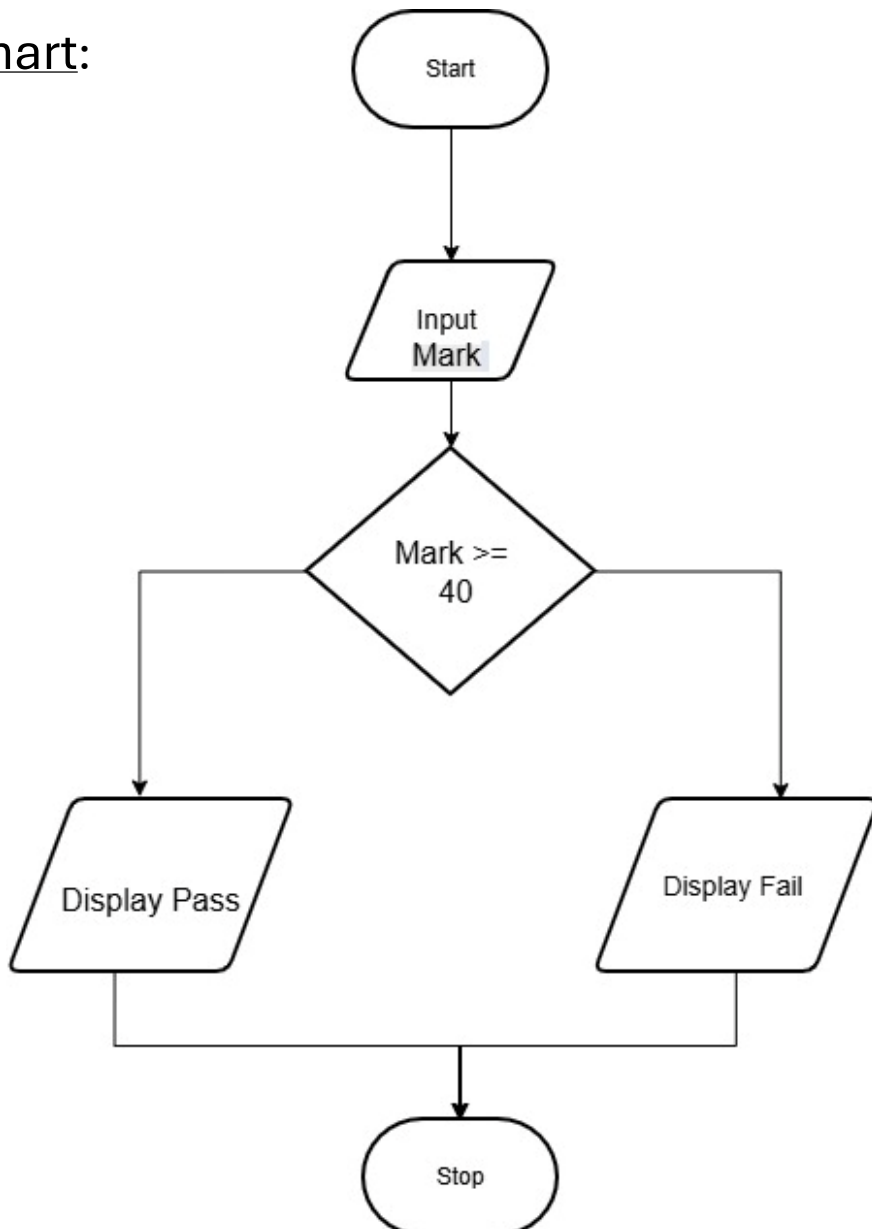 hart:
Start
Input
Mark
Mark >=
40
Display Pass
Display Fail
Stop